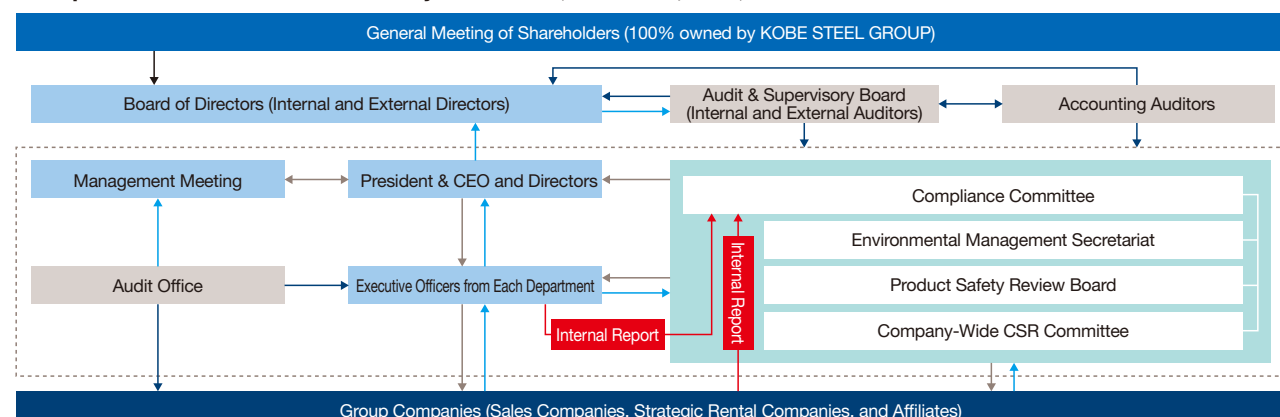 General Meeting of Shareholders (100% owned by KOBE STEEL GROUP)
Board of Directors (Internal and External Directors)
Audit & Supervisory Board
(Internal and External Auditors)
Accounting Auditors
Management Meeting
President & CEO and Directors
Compliance Committee
Environmental Management Secretariat
Internal Report
Audit Office
Executive Officers from Each Department
Product Safety Review Board
Internal Report
Company-Wide CSR Committee
Group Companies (Sales Companies, Strategic Rental Companies, and Affiliates)